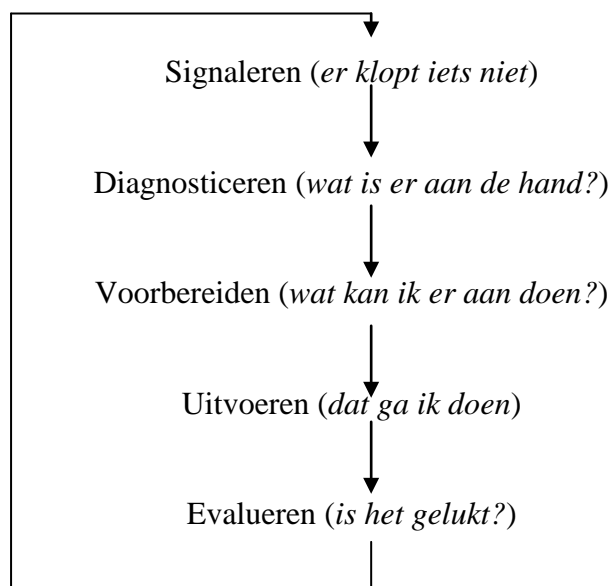 Signaleren (er klopt iets niet)
Diagnosticeren (wat is er aan de hand?)
Voorbereiden (wat kan ik er aan doen?)
Uitvoeren (dat ga ik doen)
Evalueren (is het gelukt?)